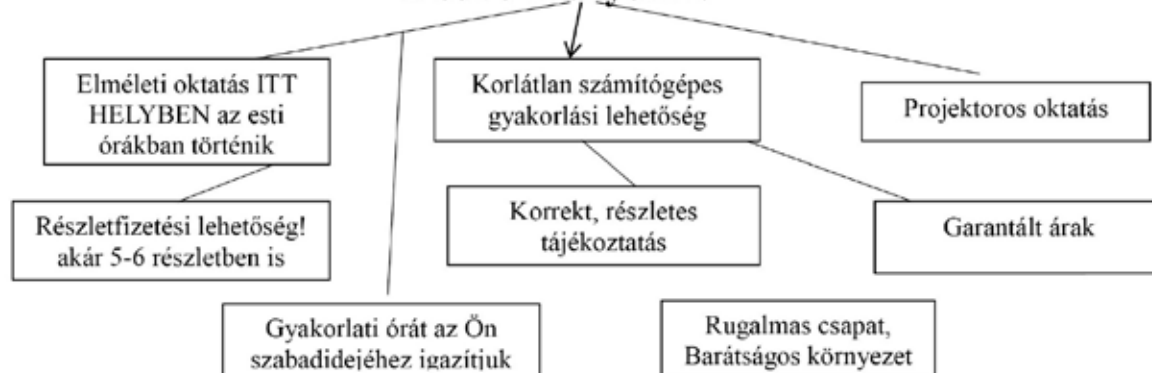 Elméleti oktatás ITT
HELYBEN az esti
órákban történik
Korlátlan számítógépes
gyakorlási lehetőség
Projektoros oktatás
Részletfizetési lehetőség!
akár 5-6 részletben is
Korrekt, részletes
tájékoztatás
Garantált árak
Gyakorlati órát az Ön
szabadidejéhez igazítjuk
Rugalmas csapat,
Barátságos környezet